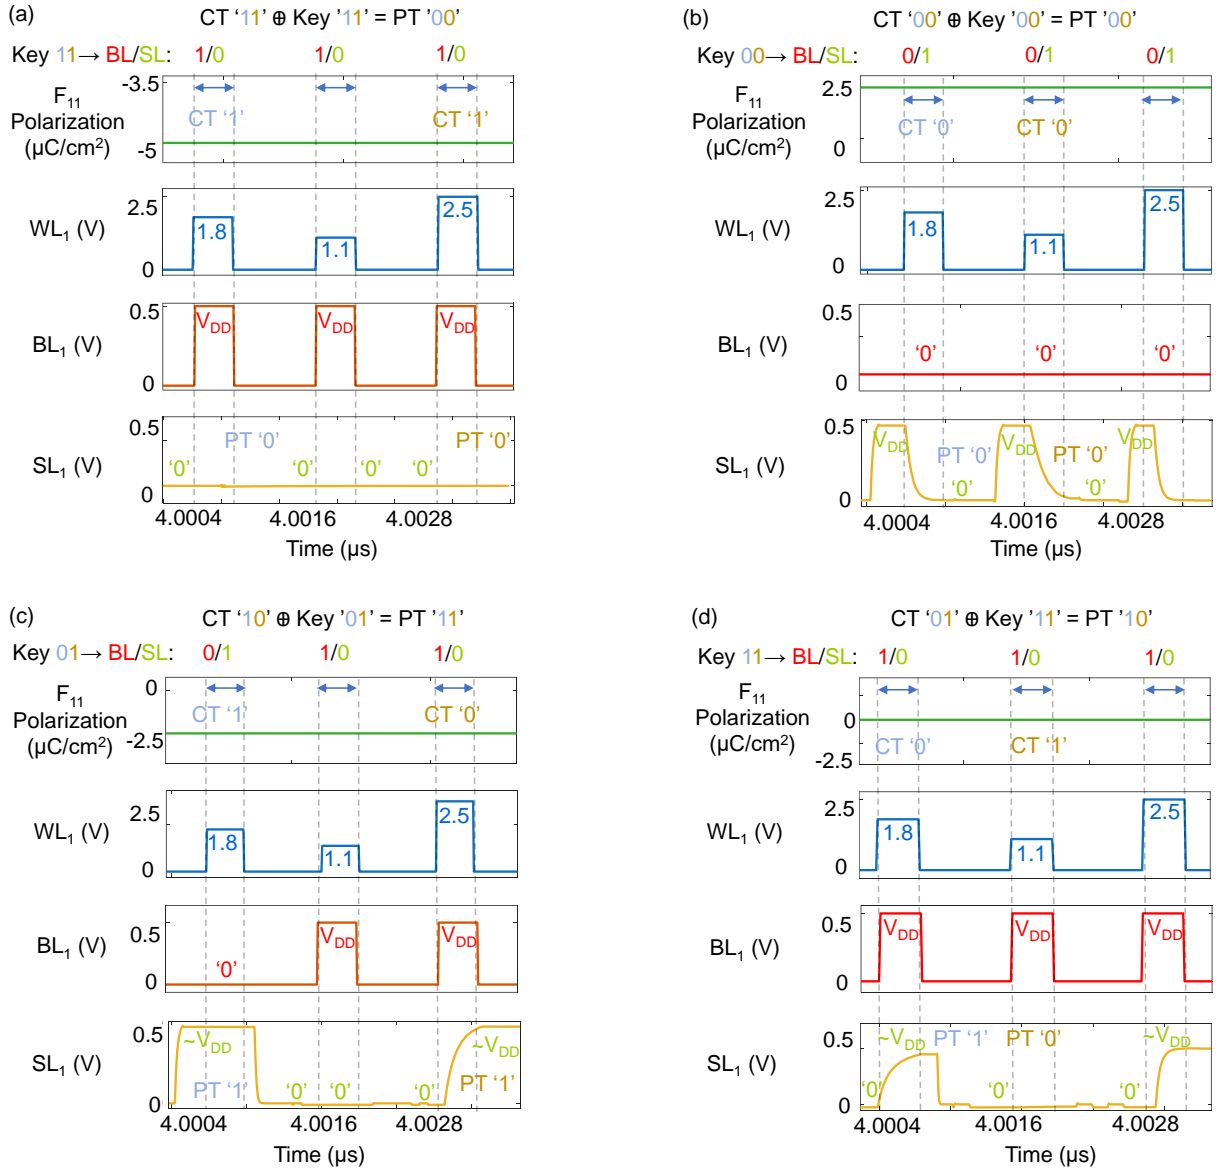 (a)
CT ‘11’ ⊕ Key ’11’ = PT ’00’
Key 11→ BL/SL: 1/0 1/0 1/0
F11 Polarization (µC/cm²)
-3.5
-5
CT ‘1’ CT ‘1’
WL1 (V)
2.5
0
1.8 1.1 2.5
BL1 (V)
0.5
0
VDD VDD VDD
SL1 (V)
0.5
0
PT ‘0’ PT ‘0’
‘0’ ‘0’ ‘0’ ‘0’
4.0004 4.0016 4.0028
Time (µs)
(b)
CT ‘00’ ⊕ Key ’00’ = PT ’00’
Key 00→ BL/SL: 0/1 0/1 0/1
F11 Polarization (µC/cm²)
2.5
0
CT ‘0’ CT ‘0’
WL1 (V)
2.5
0
1.8 1.1 2.5
BL1 (V)
0.5
0
‘0’ ‘0’ ‘0’
SL1 (V)
0.5
0
VDD VDD VDD
PT ‘0’ PT ‘0’
‘0’ ‘0’
4.0004 4.0016 4.0028
Time (µs)
(c)
CT ‘10’ ⊕ Key ’01’ = PT ’11’
Key 01→ BL/SL: 0/1 1/0 1/0
F11 Polarization (µC/cm²)
0
-2.5
CT ‘1’ CT ‘0’
WL1 (V)
2.5
0
1.8 1.1 2.5
BL1 (V)
0.5
0
‘0’ VDD VDD
SL1 (V)
0.5
0
~VDD ~VDD
PT ‘1’ ‘0’ ‘0’ ‘0’ PT ‘1’
4.0004 4.0016 4.0028
Time (µs)
(d)
CT ‘01’ ⊕ Key ’11’ = PT ’10’
Key 11→ BL/SL: 1/0 1/0 1/0
F11 Polarization (µC/cm²)
0
-2.5
CT ‘0’ CT ‘1’
WL1 (V)
2.5
0
1.8 1.1 2.5
BL1 (V)
0.5
0
VDD VDD VDD
SL1 (V)
0.5
0
~VDD PT ‘1’ PT ‘0’ ~VDD
‘0’ ‘0’ ‘0’
4.0004 4.0016 4.0028
Time (µs)